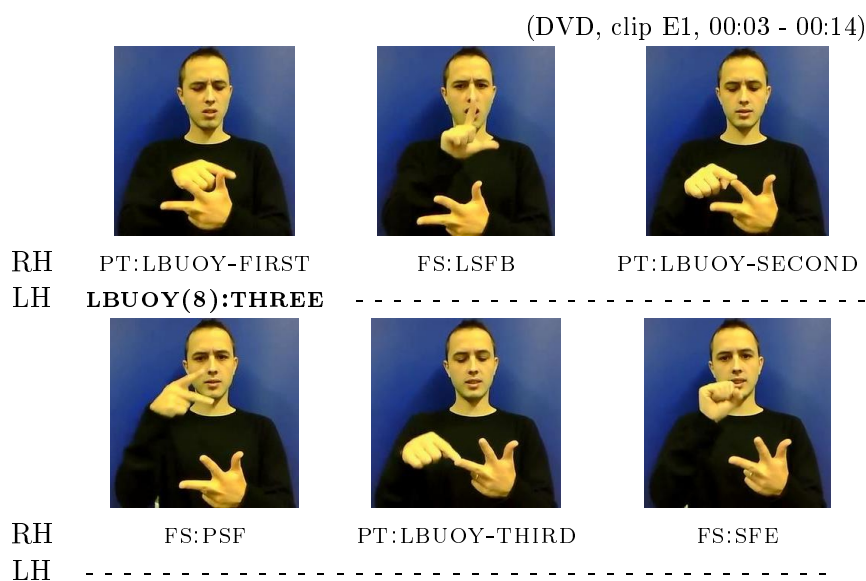 (DVD, clip E1, 00:03 - 00:14)
RH PT:LBUOY-FIRST FS:LSFB PT:LBUOY-SECOND
LH LBUOY(8):THREE - - - - - - - - - - - - - - - - - - - - - - - - - - -
RH FS:PSF PT:LBUOY-THIRD FS:SFE
LH - - - - - - - - - - - - - - - - - - - - - - - - - - - - - - - - - - - - - - -